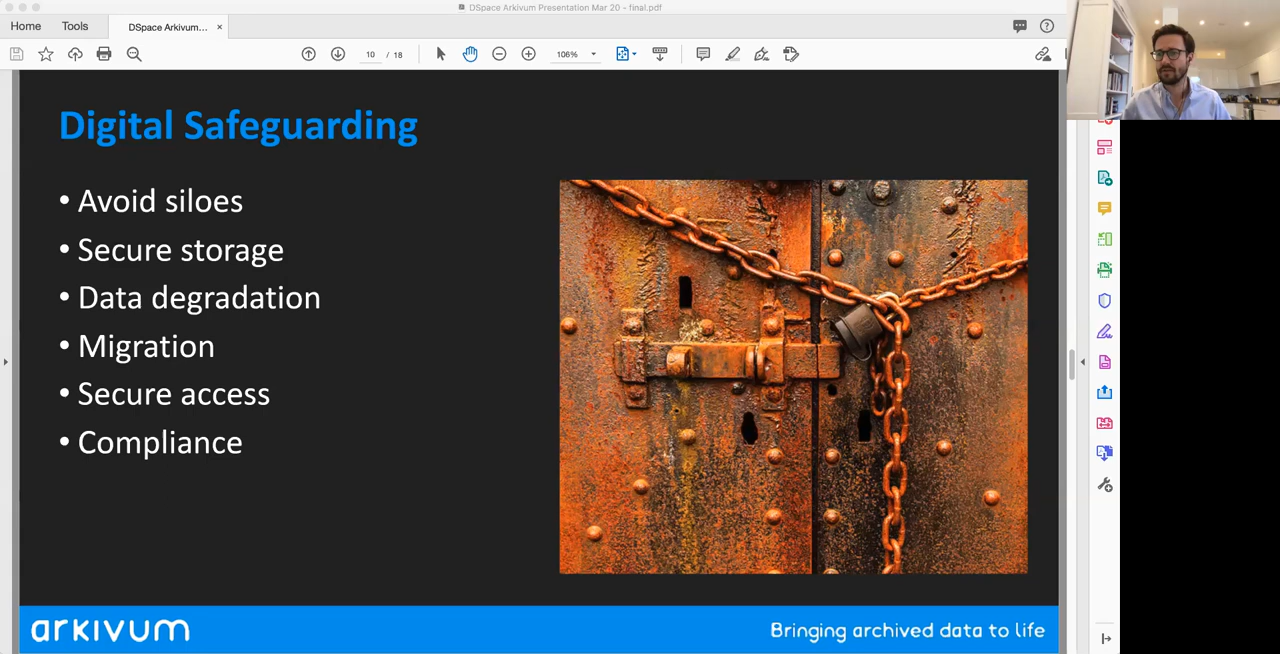 DSpace Arkivum Presentation Mar 20 - final.pdf
Home
Tools
DSpace Arkivum...
×
10 / 18
106%
Digital Safeguarding
• Avoid siloes
• Secure storage
• Data degradation
• Migration
• Secure access
• Compliance
arkivum
Bringing archived data to life